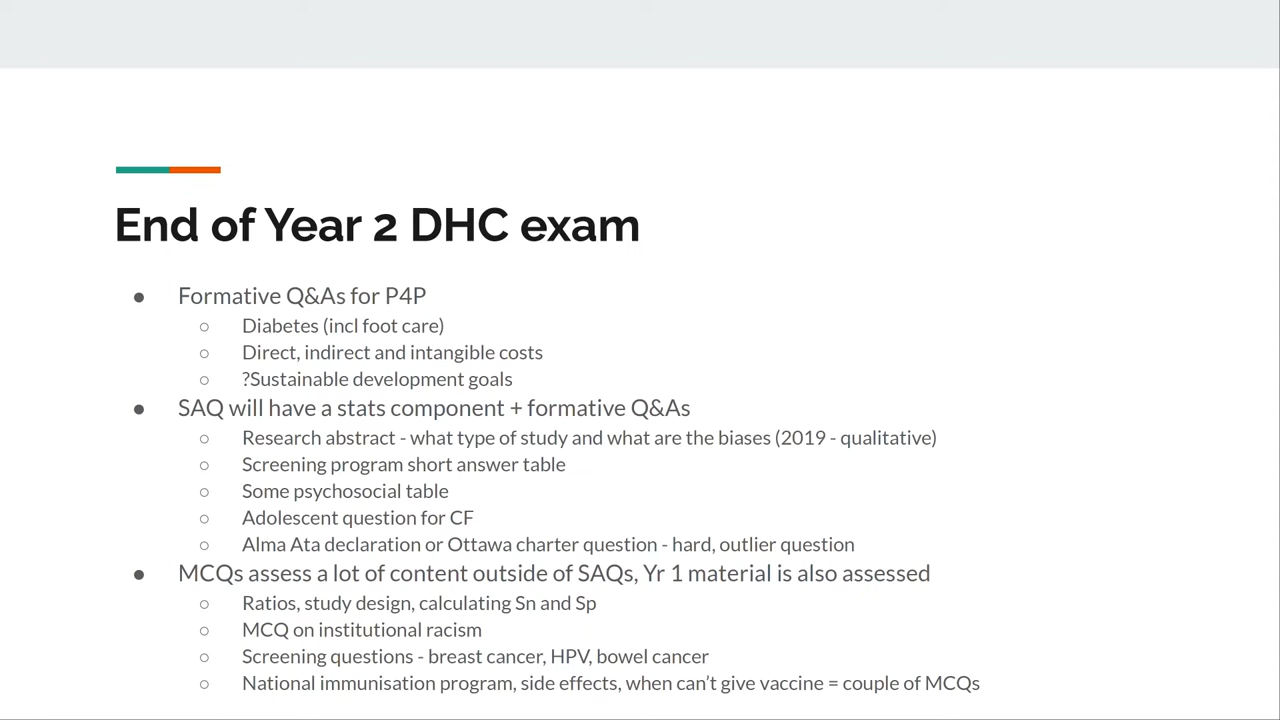 End of Year 2 DHC exam
● Formative Q&As for P4P
○ Diabetes (incl foot care)
○ Direct, indirect and intangible costs
○ ?Sustainable development goals
● SAQ will have a stats component + formative Q&As
○ Research abstract - what type of study and what are the biases (2019 - qualitative)
○ Screening program short answer table
○ Some psychosocial table
○ Adolescent question for CF
○ Alma Ata declaration or Ottawa charter question - hard, outlier question
● MCQs assess a lot of content outside of SAQs, Yr 1 material is also assessed
○ Ratios, study design, calculating Sn and Sp
○ MCQ on institutional racism
○ Screening questions - breast cancer, HPV, bowel cancer
○ National immunisation program, side effects, when can’t give vaccine = couple of MCQs